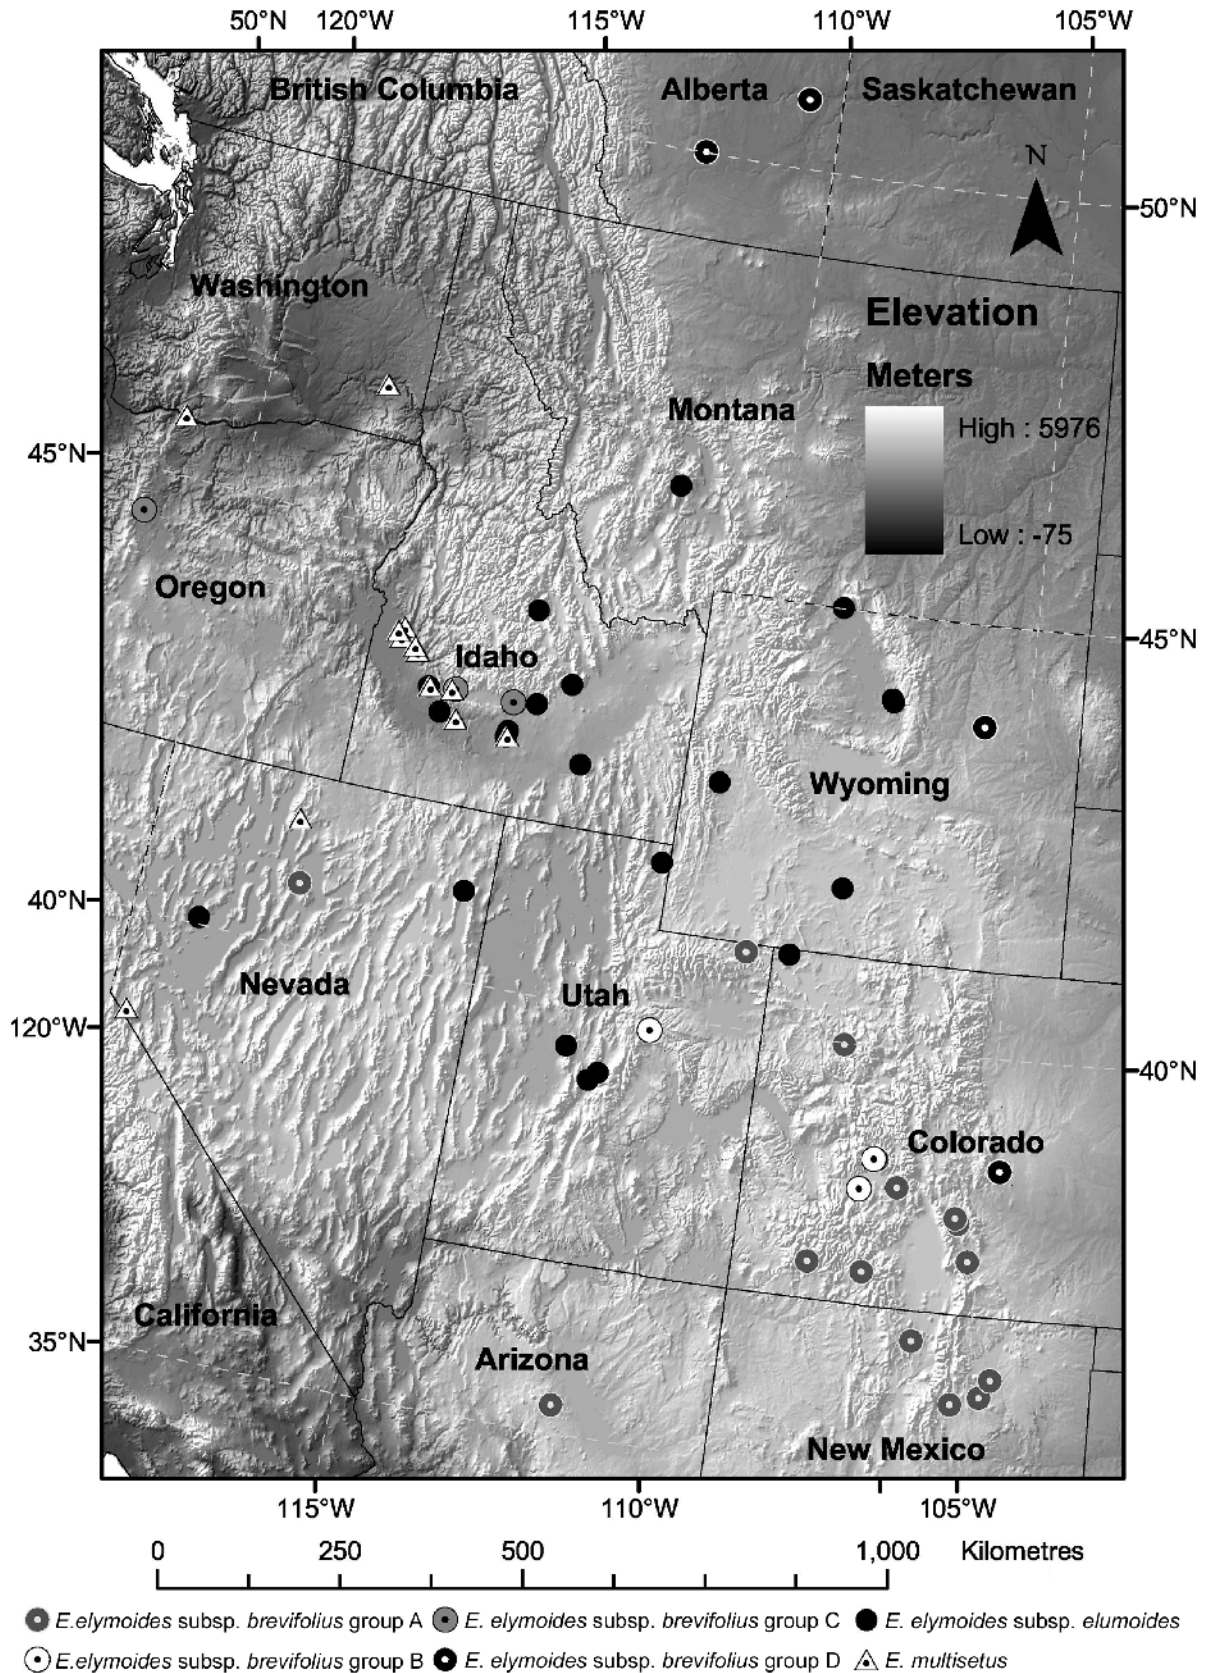 50°N 120°W 115°W 110°W 105°W
British Columbia Alberta Saskatchewan
N
50°N
Washington
Elevation
Meters
Montana
High : 5976
45°N
Low : -75
Oregon
45°N
Idaho
Wyoming
40°N
Nevada
Utah
120°W
40°N
Colorado
California
35°N
Arizona
New Mexico
115°W 110°W 105°W
0 250 500 1,000 Kilometres
E.elymoides subsp. brevifolius group A E. elymoides subsp. brevifolius group C E. elymoides subsp. elumoides
E.elymoides subsp. brevifolius group B E. elymoides subsp. brevifolius group D E. multisetus